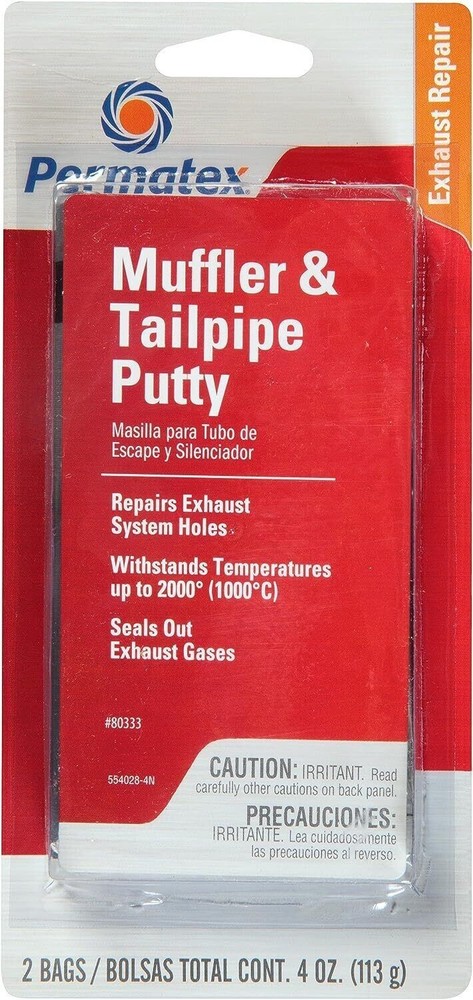 Exhaust Repair
Permatex
Muffler &
Tailpipe
Putty
Masilla para Tubo de
Escape y Silenciador
Repairs Exhaust
System Holes
Withstands Temperatures
up to 2000° (1000°C)
Seals Out
Exhaust Gases
#80333
554028-4N
CAUTION: IRRITANT. Read
carefully other cautions on back panel.
PRECAUCIONES:
IRRITANTE. Lea cuidadosamente
las precauciones al reverso.
2 BAGS / BOLSAS TOTAL CONT. 4 OZ. (113 g)